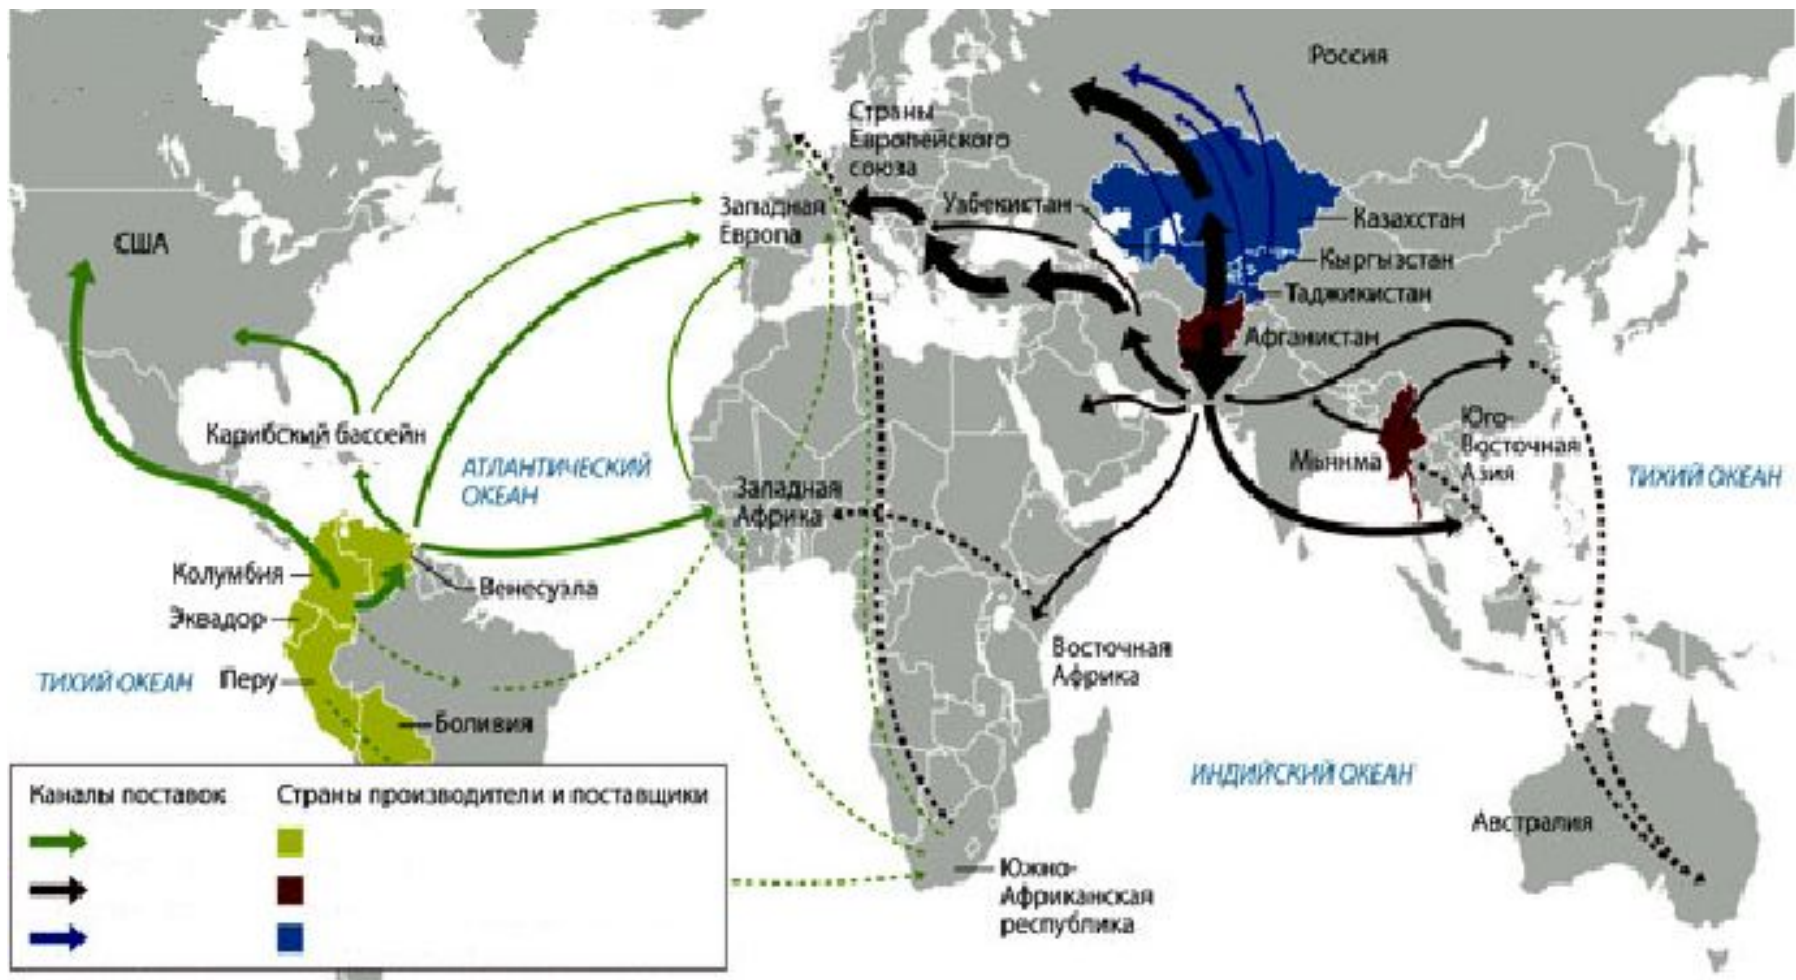 Россия
Страны
Европейского
союза
Западная
Европа
Узбекистан
США
Казахстан
Кыргызстан
Таджикистан
Афганистан
Карибский бассейн
АТЛАНТИЧЕСКИЙ
ОКЕАН
Западная
Африка
Мьянма
Юго-
Восточная
Азия
ТИХИЙ ОКЕАН
Колумбия
Венесуэла
Эквадор
ТИХИЙ ОКЕАН
Перу
Боливия
Восточная
Африка
ИНДИЙСКИЙ ОКЕАН
Австралия
Южно-
Африканская
республика
Каналы поставок
Страны производители и поставщики